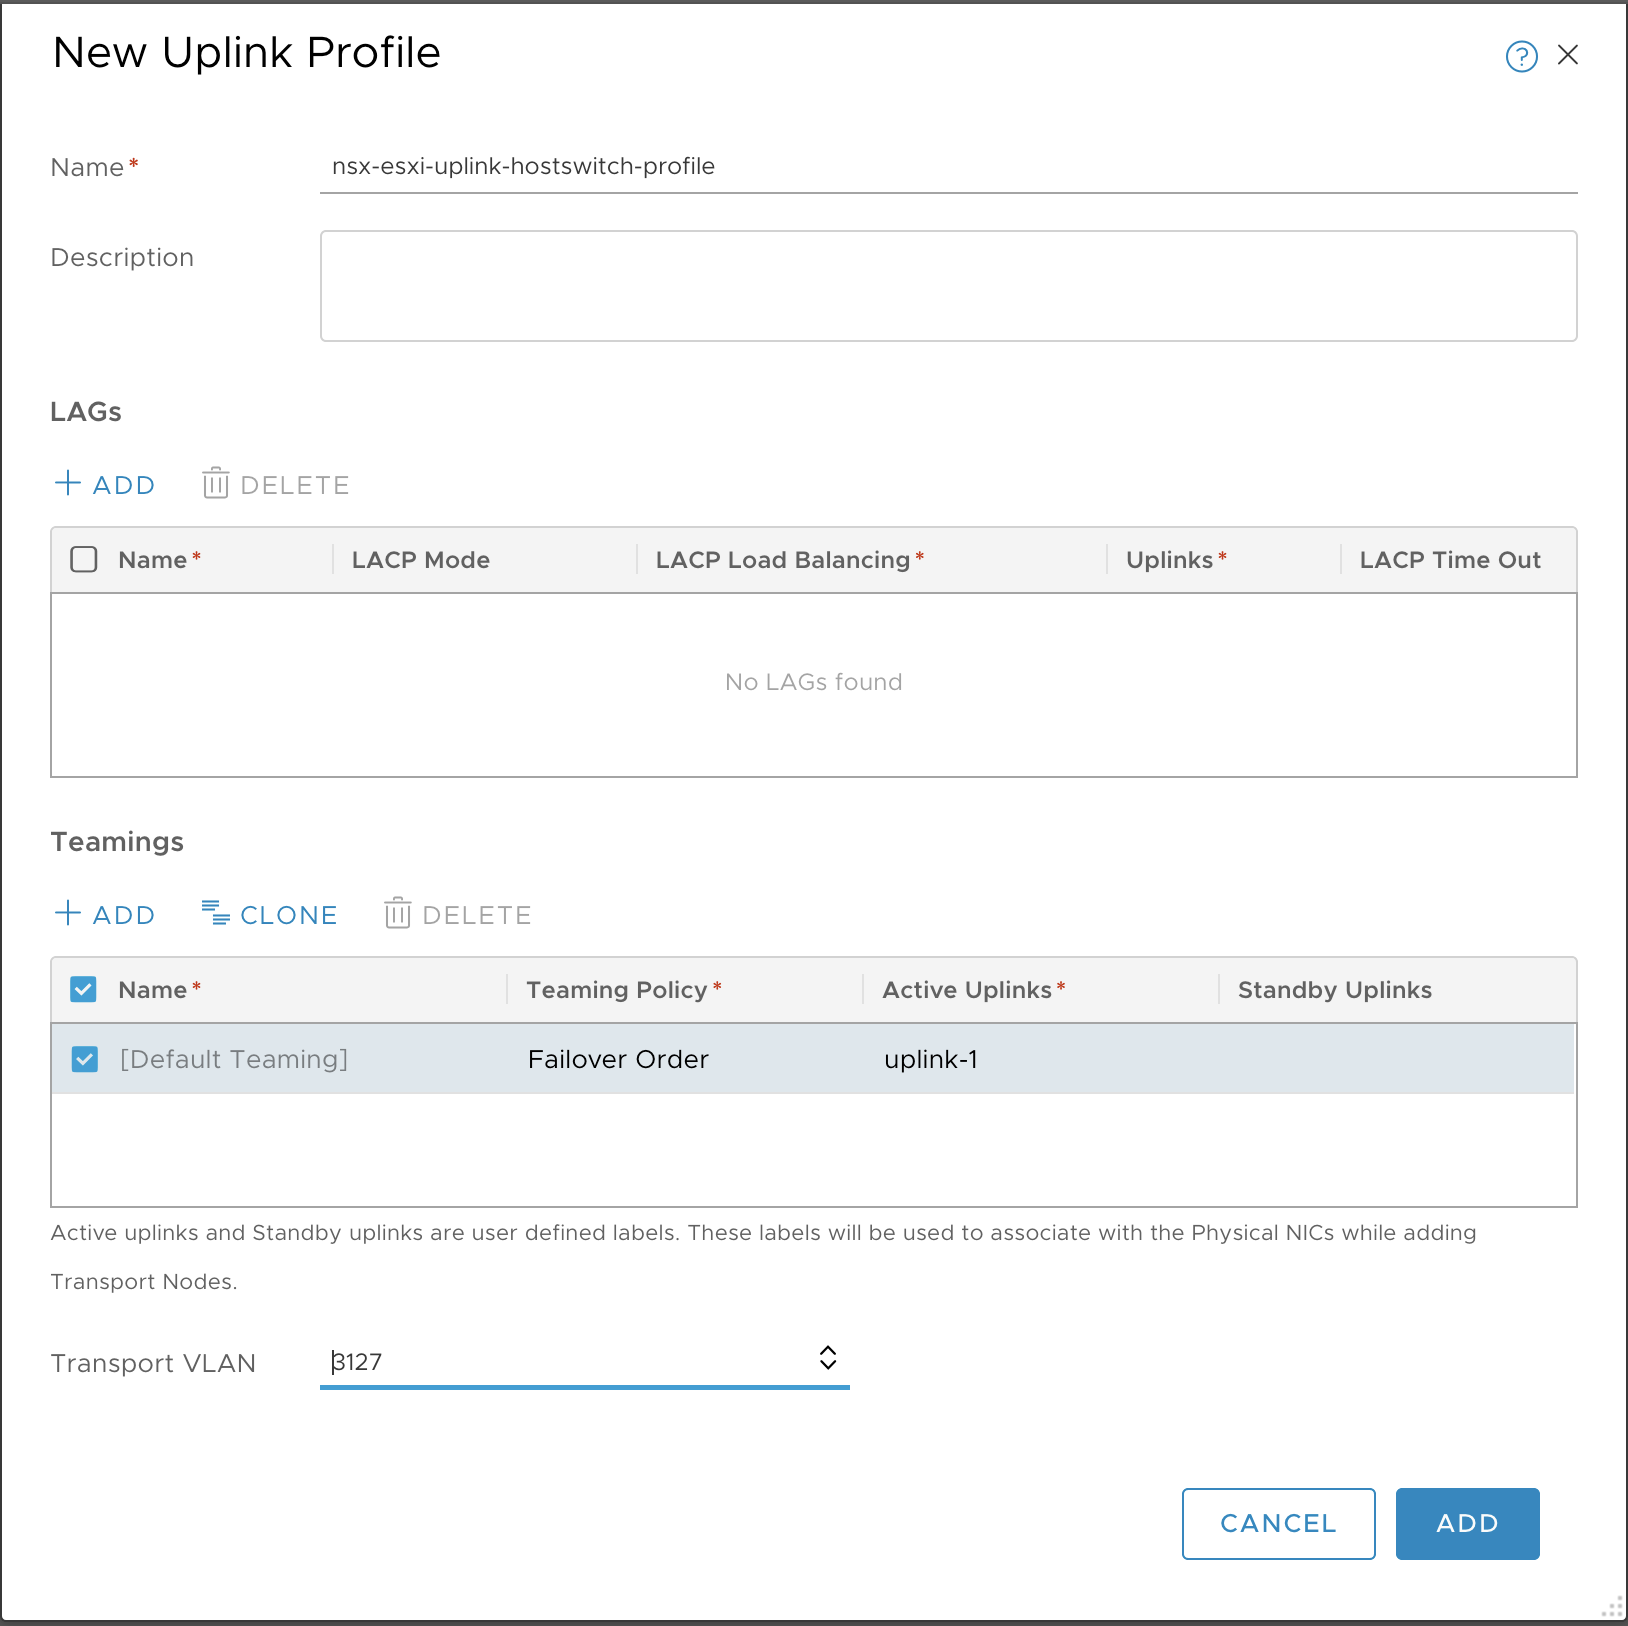 New Uplink Profile
?
Name*
nsx-esxi-uplink-hostswitch-profile
Description
LAGs
+ ADD DELETE
Name* LACP Mode LACP Load Balancing* Uplinks* LACP Time Out
No LAGs found
Teamings
+ ADD CLONE DELETE
Name* Teaming Policy* Active Uplinks* Standby Uplinks
[Default Teaming] Failover Order uplink-1
Active uplinks and Standby uplinks are user defined labels. These labels will be used to associate with the Physical NICs while adding
Transport Nodes.
Transport VLAN 3127
CANCEL ADD